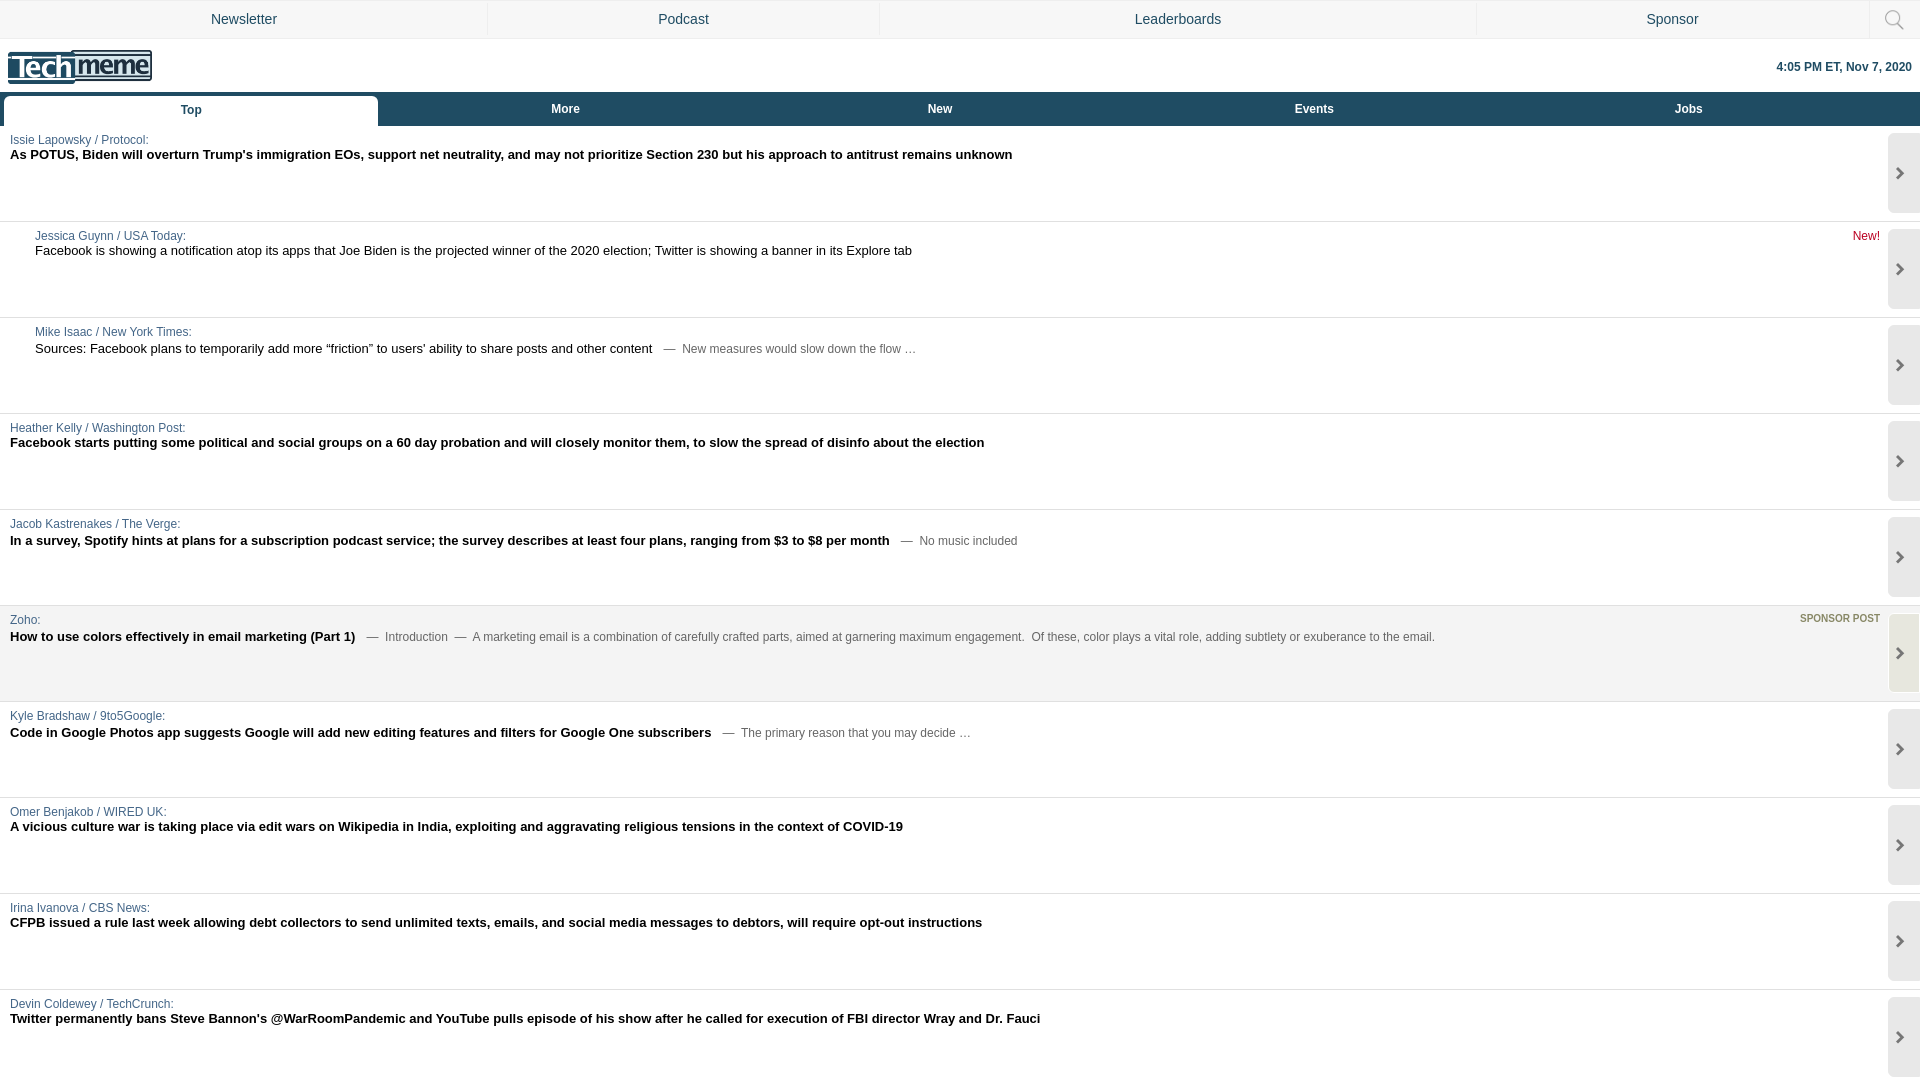 Newsletter
Podcast
Leaderboards
Sponsor
Techmeme
4:05 PM ET, Nov 7, 2020
Top
More
New
Events
Jobs
Issie Lapowsky / Protocol:
As POTUS, Biden will overturn Trump's immigration EOs, support net neutrality, and may not prioritize Section 230 but his approach to antitrust remains unknown
Jessica Guynn / USA Today:
New!
Facebook is showing a notification atop its apps that Joe Biden is the projected winner of the 2020 election; Twitter is showing a banner in its Explore tab
Mike Isaac / New York Times:
Sources: Facebook plans to temporarily add more “friction” to users' ability to share posts and other content — New measures would slow down the flow …
Heather Kelly / Washington Post:
Facebook starts putting some political and social groups on a 60 day probation and will closely monitor them, to slow the spread of disinfo about the election
Jacob Kastrenakes / The Verge:
In a survey, Spotify hints at plans for a subscription podcast service; the survey describes at least four plans, ranging from $3 to $8 per month — No music included
Zoho:
SPONSOR POST
How to use colors effectively in email marketing (Part 1) — Introduction — A marketing email is a combination of carefully crafted parts, aimed at garnering maximum engagement. Of these, color plays a vital role, adding subtlety or exuberance to the email.
Kyle Bradshaw / 9to5Google:
Code in Google Photos app suggests Google will add new editing features and filters for Google One subscribers — The primary reason that you may decide …
Omer Benjakob / WIRED UK:
A vicious culture war is taking place via edit wars on Wikipedia in India, exploiting and aggravating religious tensions in the context of COVID-19
Irina Ivanova / CBS News:
CFPB issued a rule last week allowing debt collectors to send unlimited texts, emails, and social media messages to debtors, will require opt-out instructions
Devin Coldewey / TechCrunch:
Twitter permanently bans Steve Bannon's @WarRoomPandemic and YouTube pulls episode of his show after he called for execution of FBI director Wray and Dr. Fauci